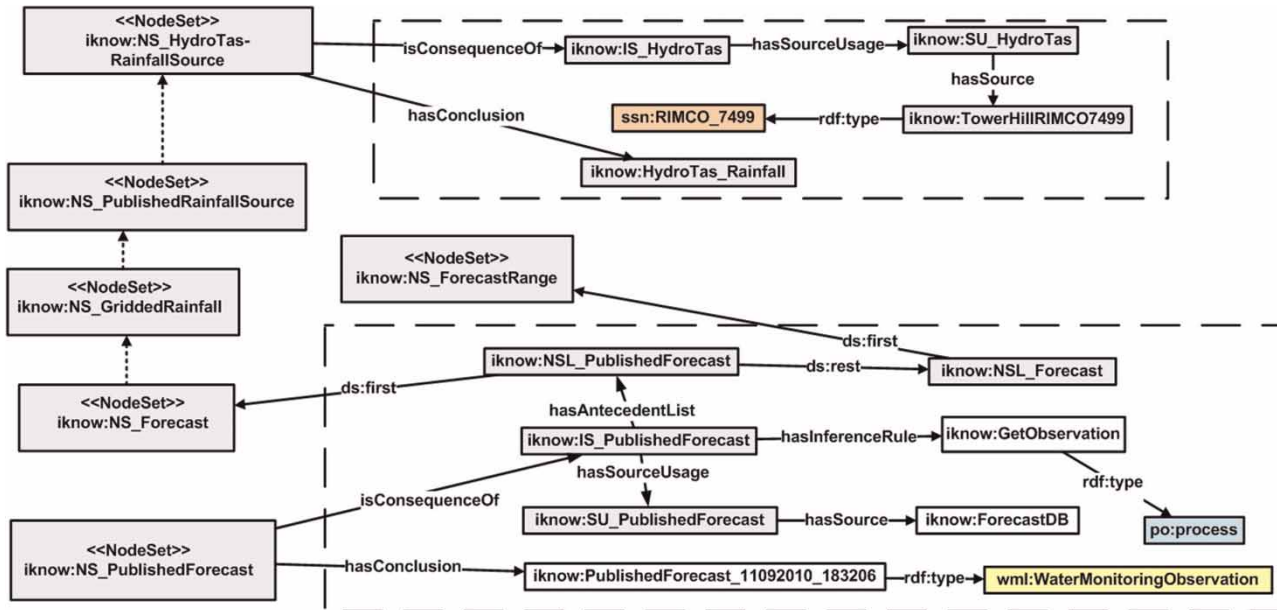 <<NodeSet>>
iknow:NS_HydroTas-
RainfallSource
isConsequenceOf
iknow:IS_HydroTas
hasSourceUsage
iknow:SU_HydroTas
hasSource
hasConclusion
ssn:RIMCO_7499
rdf:type
iknow:TowerHillRIMCO7499
iknow:HydroTas_Rainfall
<<NodeSet>>
iknow:NS_PublishedRainfallSource
<<NodeSet>>
iknow:NS_ForecastRange
<<NodeSet>>
iknow:NS_GriddedRainfall
ds:first
iknow:NSL_PublishedForecast
ds:rest
iknow:NSL_Forecast
ds:first
<<NodeSet>>
iknow:NS_Forecast
hasAntecedentList
iknow:IS_PublishedForecast
hasInferenceRule
iknow:GetObservation
hasSourceUsage
rdf:type
isConsequenceOf
iknow:SU_PublishedForecast
hasSource
iknow:ForecastDB
po:process
<<NodeSet>>
iknow:NS_PublishedForecast
hasConclusion
iknow:PublishedForecast_11092010_183206
rdf:type
wml:WaterMonitoringObservation